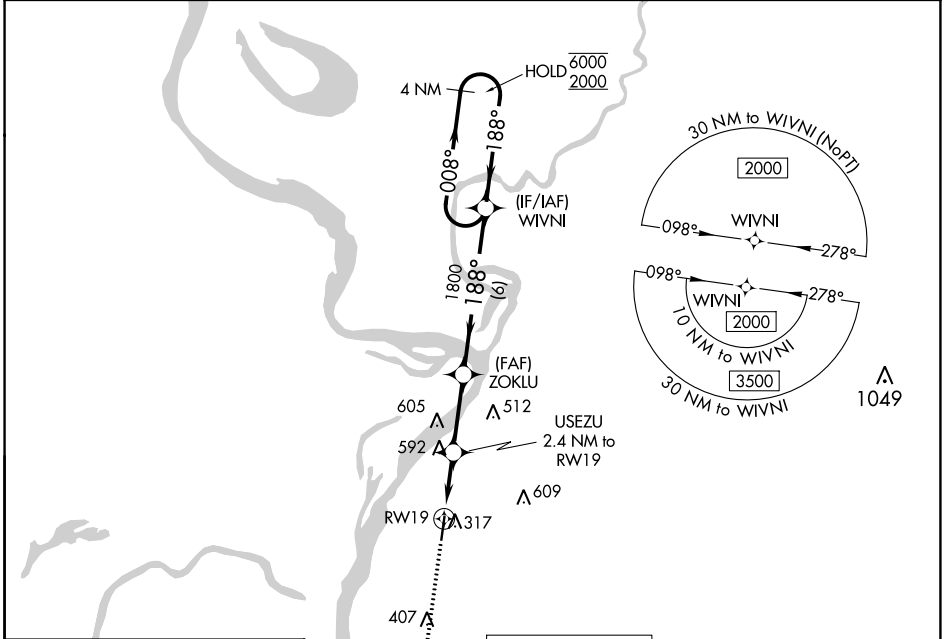 HOLD 6000
2000
4 NM
188°
008°
(IF/IAF)
WIVNI
1800
188°
(6)
(FAF)
ZOKLU
605
512
592
USEZU
2.4 NM to
RW19
609
RW19
317
407
30 NM to WIVNI (NoPT)
2000
WIVNI
098°
278°
098°
278°
WIVNI
2000
10 NM to WIVNI
3500
30 NM to WIVNI
1049